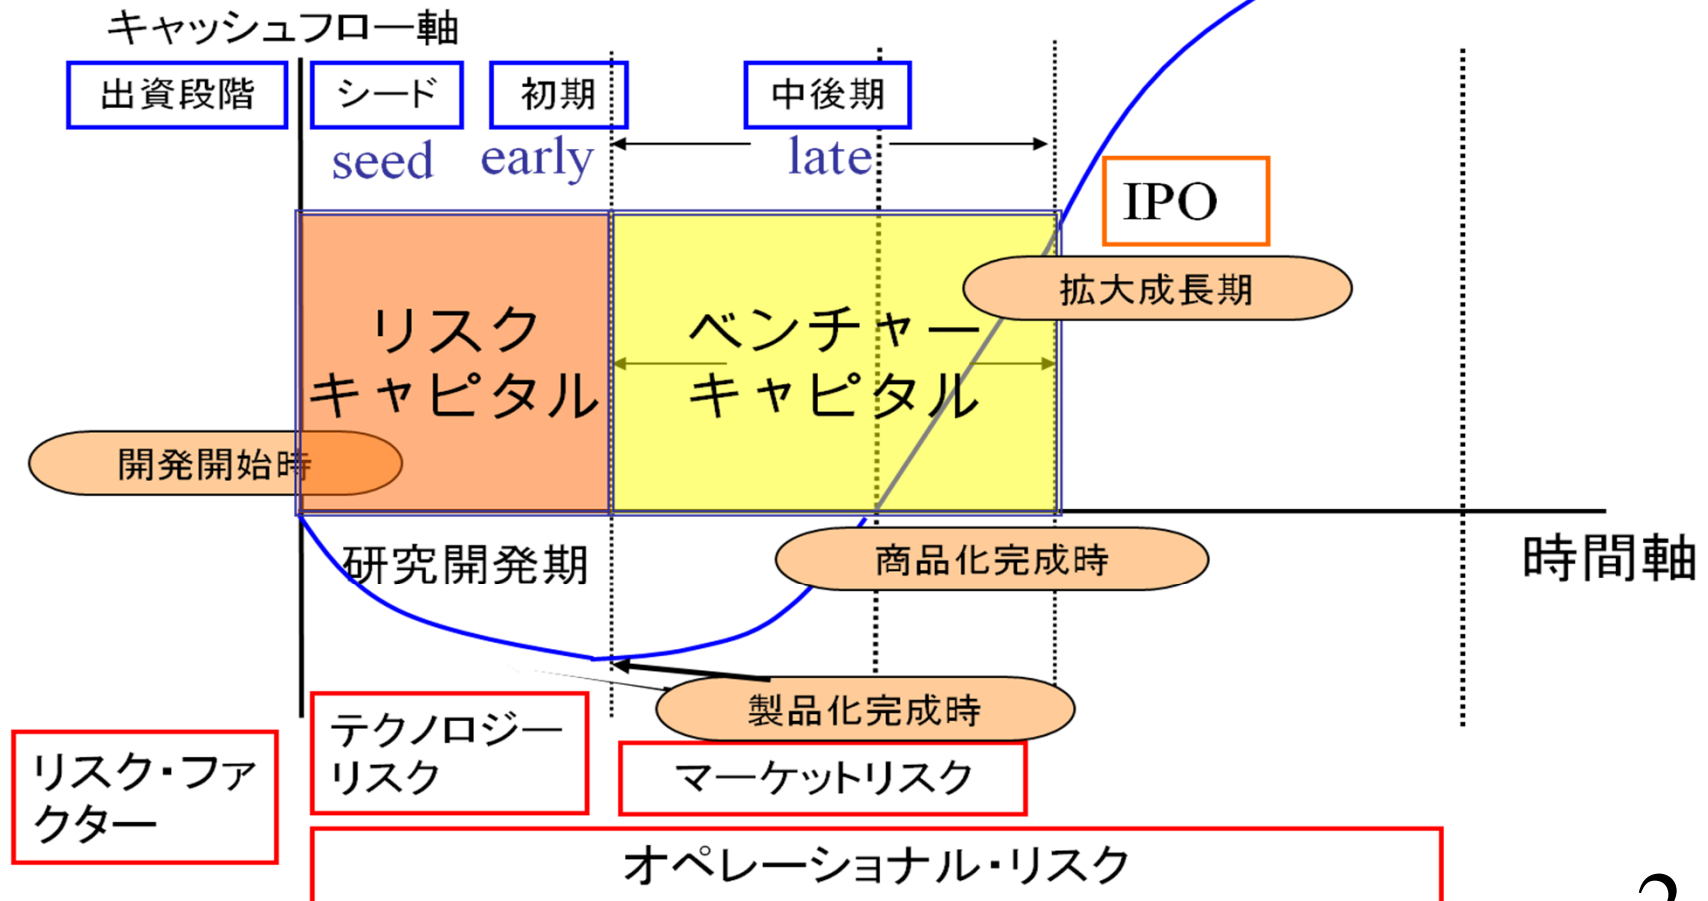 キャッシュフロー軸
出資段階
シード
初期
中後期
seed
early
late
IPO
拡大成長期
リスク
キャピタル
ベンチャー
キャピタル
開発開始時
研究開発期
商品化完成時
時間軸
製品化完成時
テクノロジー
リスク
マーケットリスク
リスク・ファ
クター
オペレーショナル・リスク